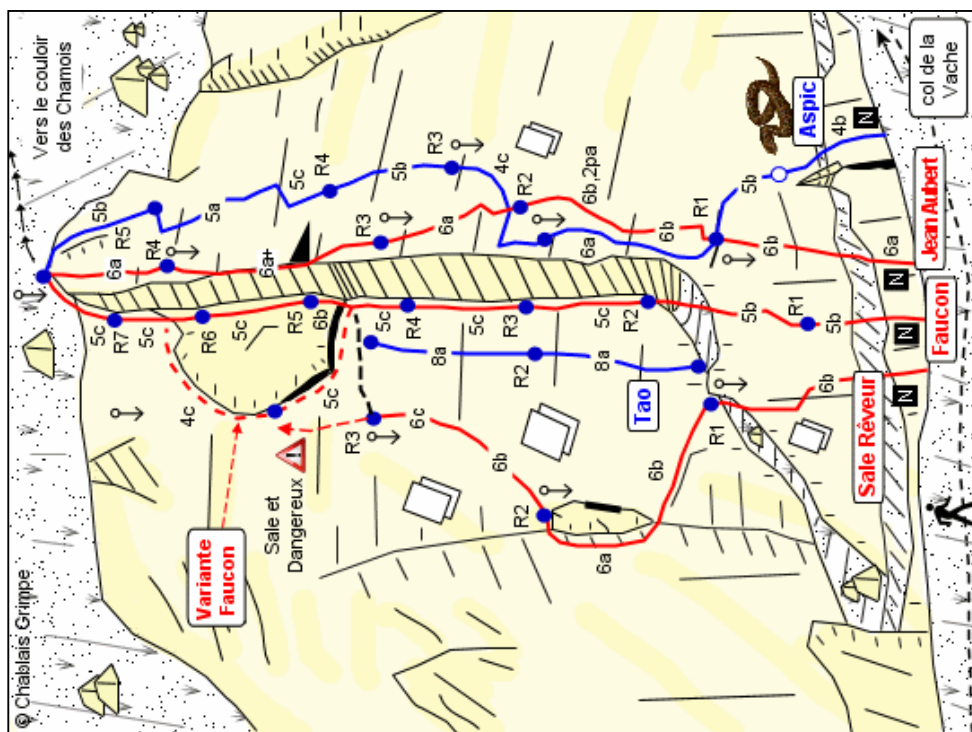 © Chablais Grimpe
Vers le couloir
des Chamois
col de la
Vache
Variante
Faucon
Sale et
Dangereux
Sale Rêveur
6b
R1
6b
6a
R2
6b
6c
R3
Tao
8a
R2
8a
5c
Faucon
5b
R1
5b
R2
5c
R3
5c
R4
6b
R5
5c
R6
5c
R7
5c
5c
4c
Jean Aubert
6a
6b
R1
6b
6b,2pa
R2
6a
R3
6a+
R4
6a
Aspic
4b
5b
6a
4c
R3
5b
R4
5c
5a
R5
5b
N
N
N
N